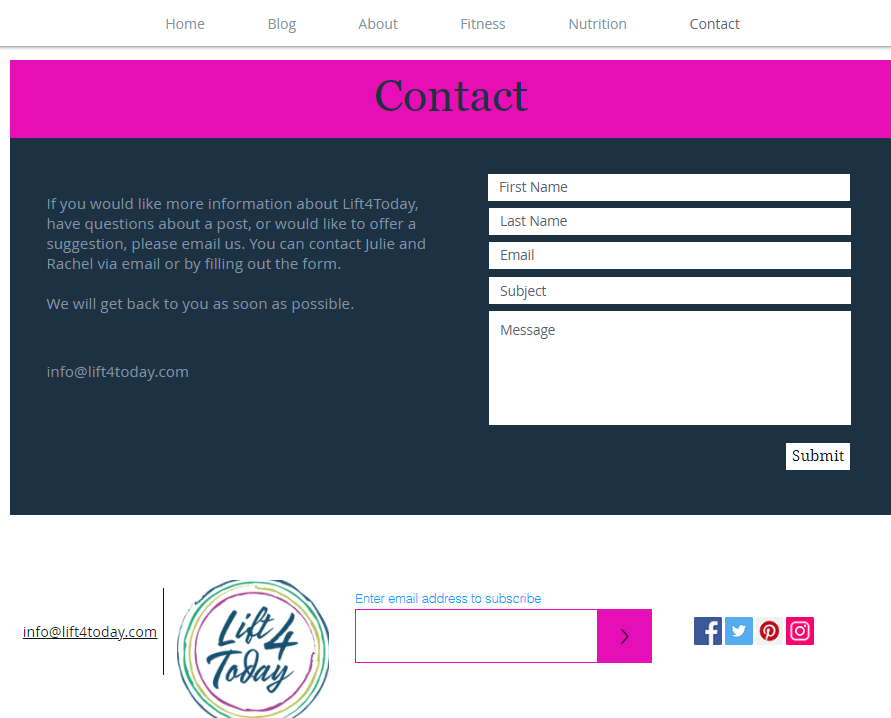 Home Blog About Fitness Nutrition Contact
Contact
If you would like more information about Lift4Today,
have questions about a post, or would like to offer a
suggestion, please email us. You can contact Julie and
Rachel via email or by filling out the form.
We will get back to you as soon as possible.
info@lift4today.com
First Name
Last Name
Email
Subject
Message
Submit
info@lift4today.com
Lift 4
Today
Enter email address to subscribe
>